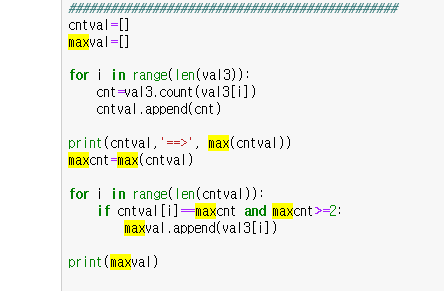 ##########################################
cntval=[]
maxval=[]
for i in range(len(val3)):
    cnt=val3.count(val3[i])
    cntval.append(cnt)
print(cntval,'==>', max(cntval))
maxcnt=max(cntval)
for i in range(len(cntval)):
    if cntval[i]==maxcnt and maxcnt>=2:
        maxval.append(val3[i])
print(maxval)